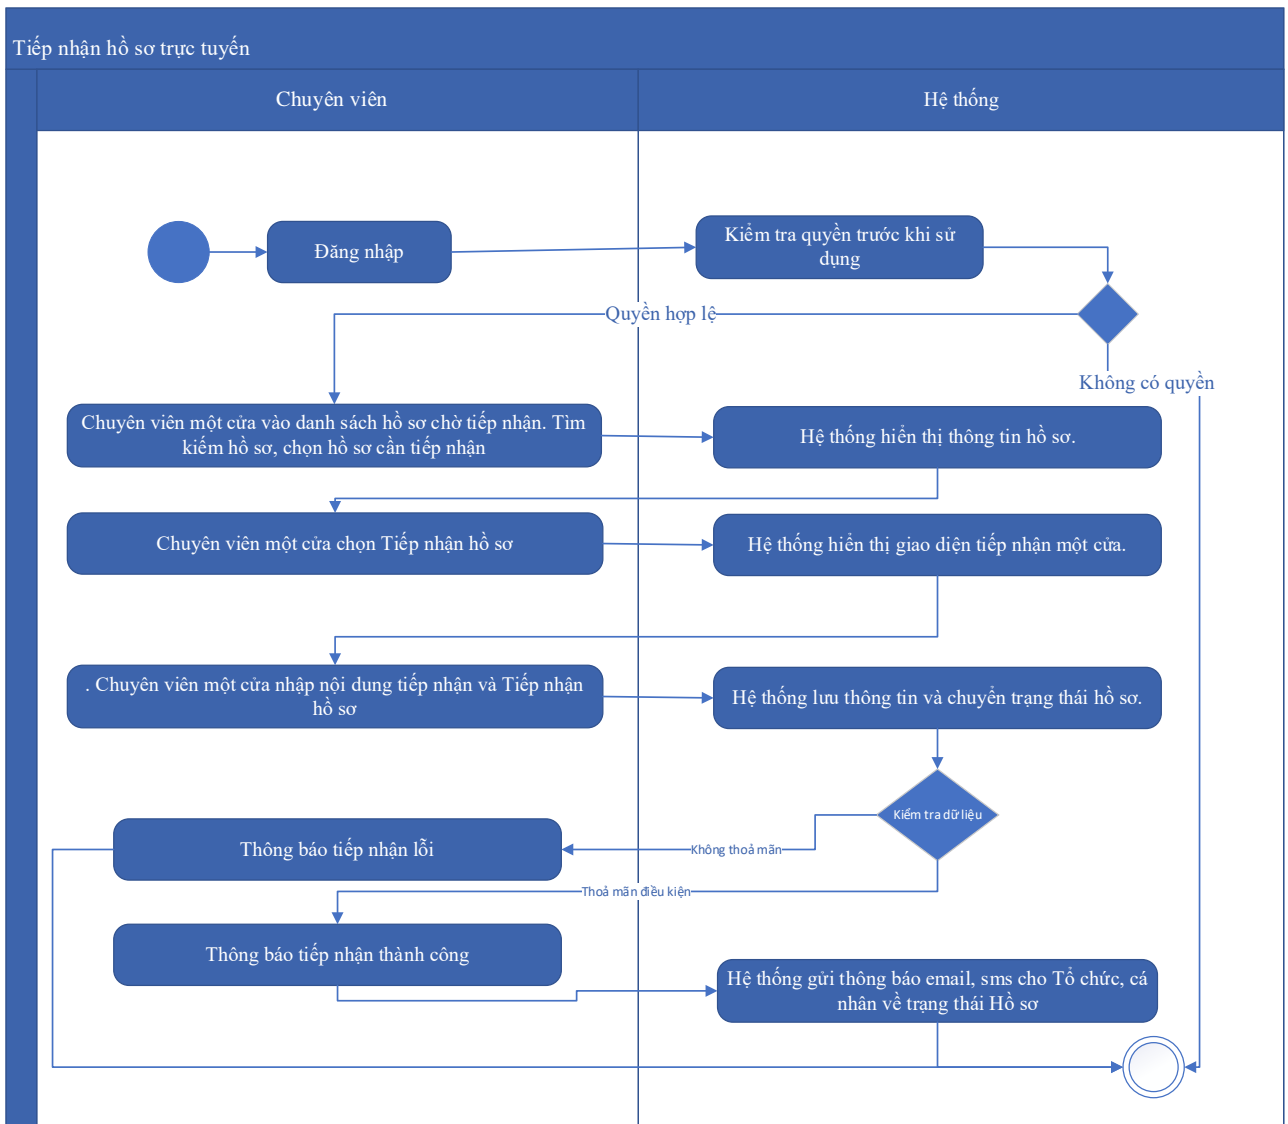 Tiếp nhận hồ sơ trực tuyến
Chuyên viên
Hệ thống
Đăng nhập
Kiểm tra quyền trước khi sử
dụng
Quyền hợp lệ
Không có quyền
Chuyên viên một cửa vào danh sách hồ sơ chờ tiếp nhận. Tìm
kiếm hồ sơ, chọn hồ sơ cần tiếp nhận
Hệ thống hiển thị thông tin hồ sơ.
Chuyên viên một cửa chọn Tiếp nhận hồ sơ
Hệ thống hiển thị giao diện tiếp nhận một cửa.
. Chuyên viên một cửa nhập nội dung tiếp nhận và Tiếp nhận
hồ sơ
Hệ thống lưu thông tin và chuyển trạng thái hồ sơ.
Kiểm tra dữ liệu
Thông báo tiếp nhận lỗi
Không thoả mãn
Thoả mãn điều kiện
Thông báo tiếp nhận thành công
Hệ thống gửi thông báo email, sms cho Tổ chức, cá
nhân về trạng thái Hồ sơ